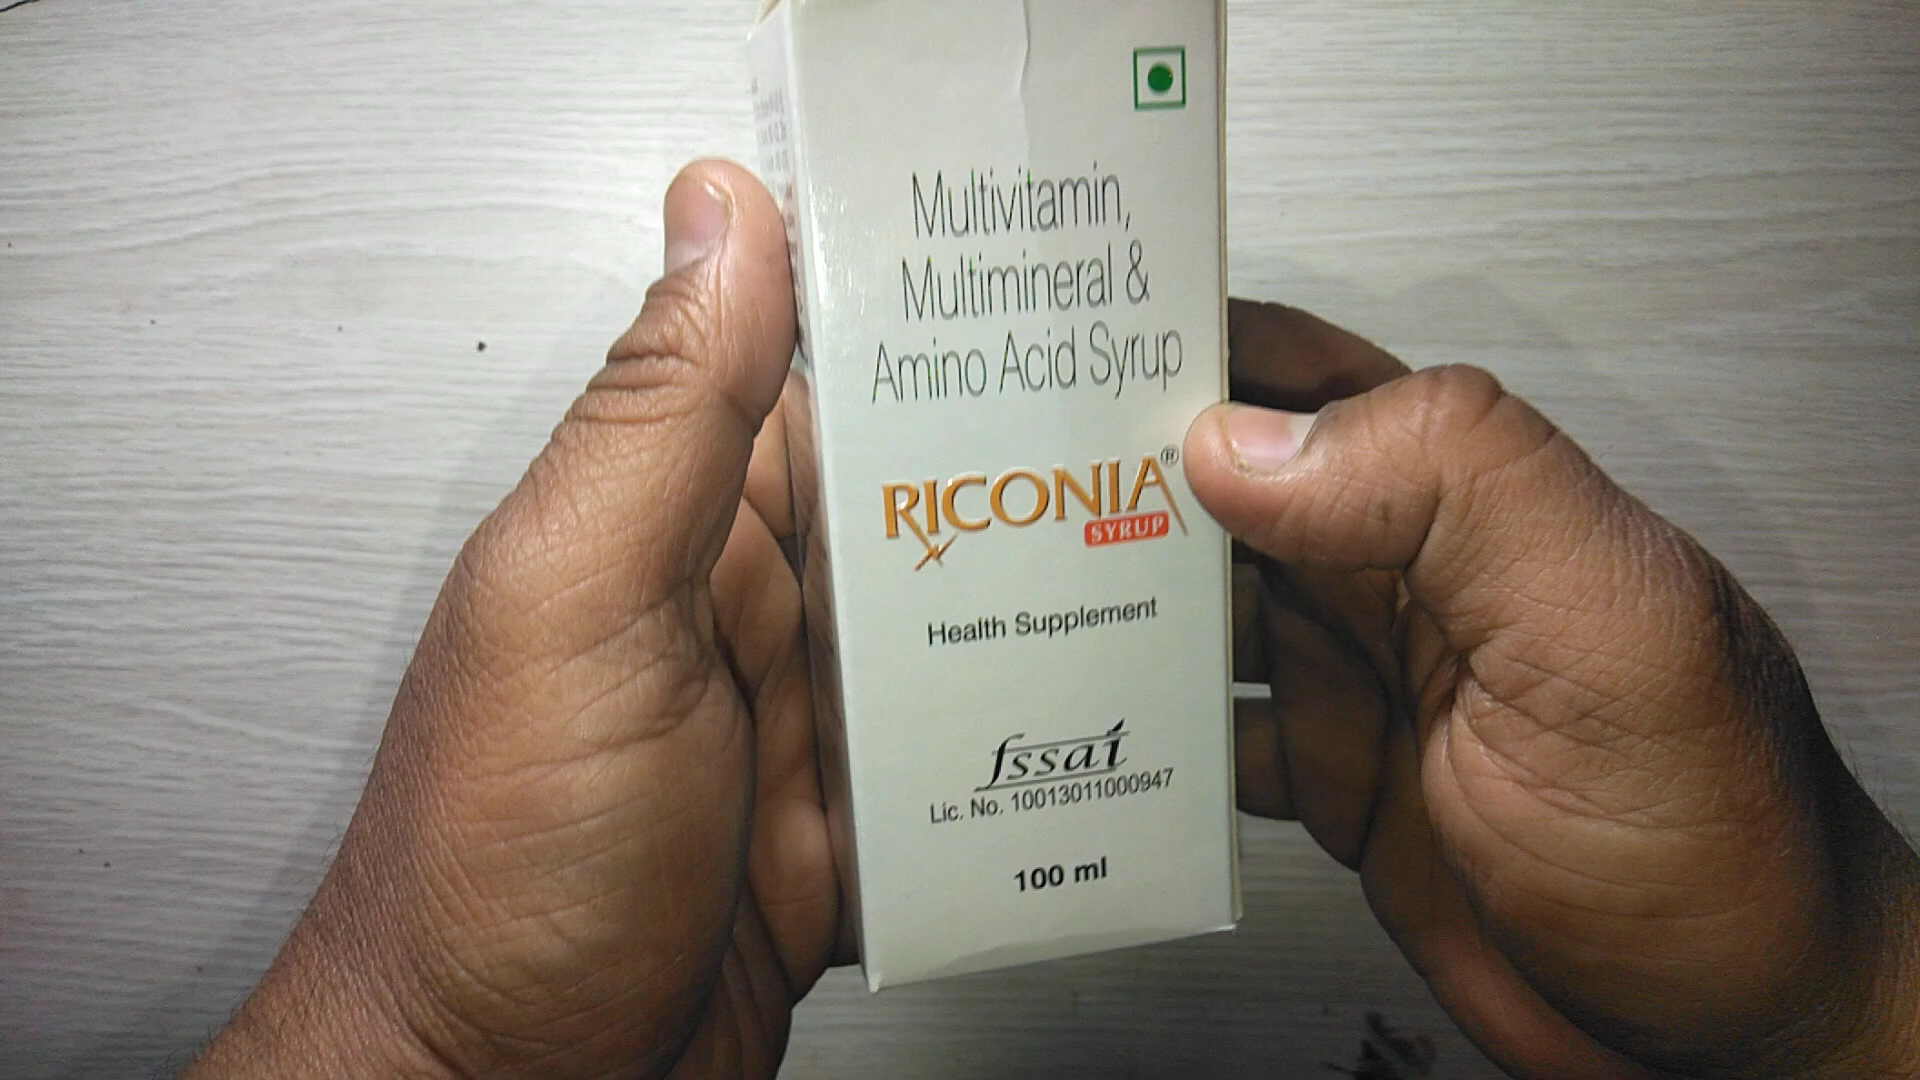 Multivitamin,
Multimineral &
Amino Acid Syrup
RICONIA®
SYRUP
Health Supplement
fssai
Lic. No. 10013011000947
100 ml